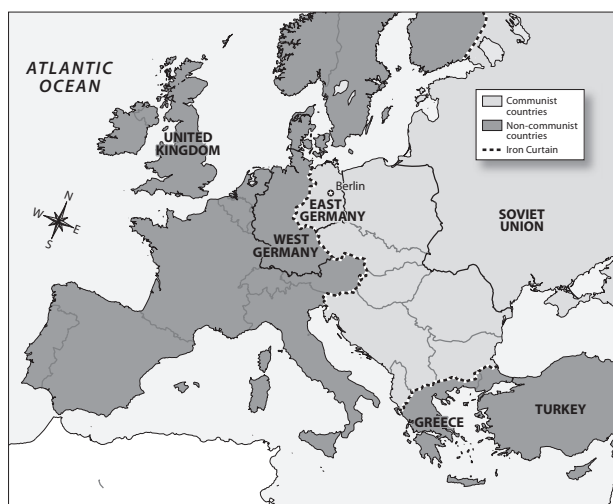 ATLANTIC
OCEAN
Communist
countries
Non-communist
countries
Iron Curtain
UNITED
KINGDOM
Berlin
EAST
GERMANY
N
W
E
S
SOVIET
UNION
WEST
GERMANY
GREECE
TURKEY